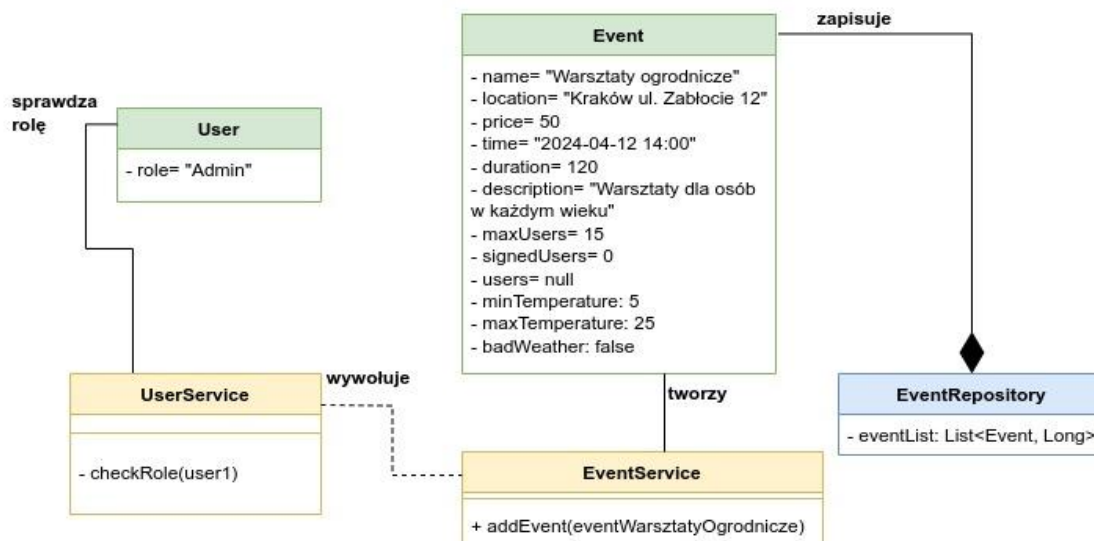 sprawdza
rolę
User
- role= "Admin"
Event
- name= "Warsztaty ogrodnicze"
- location= "Kraków ul. Zabłocie 12"
- price= 50
- time= "2024-04-12 14:00"
- duration= 120
- description= "Warsztaty dla osób
w każdym wieku"
- maxUsers= 15
- signedUsers= 0
- users= null
- minTemperature: 5
- maxTemperature: 25
- badWeather: false
zapisuje
UserService
- checkRole(user1)
wywołuje
tworzy
EventService
+ addEvent(eventWarsztatyOgrodnicze)
EventRepository
- eventList: List<Event, Long>